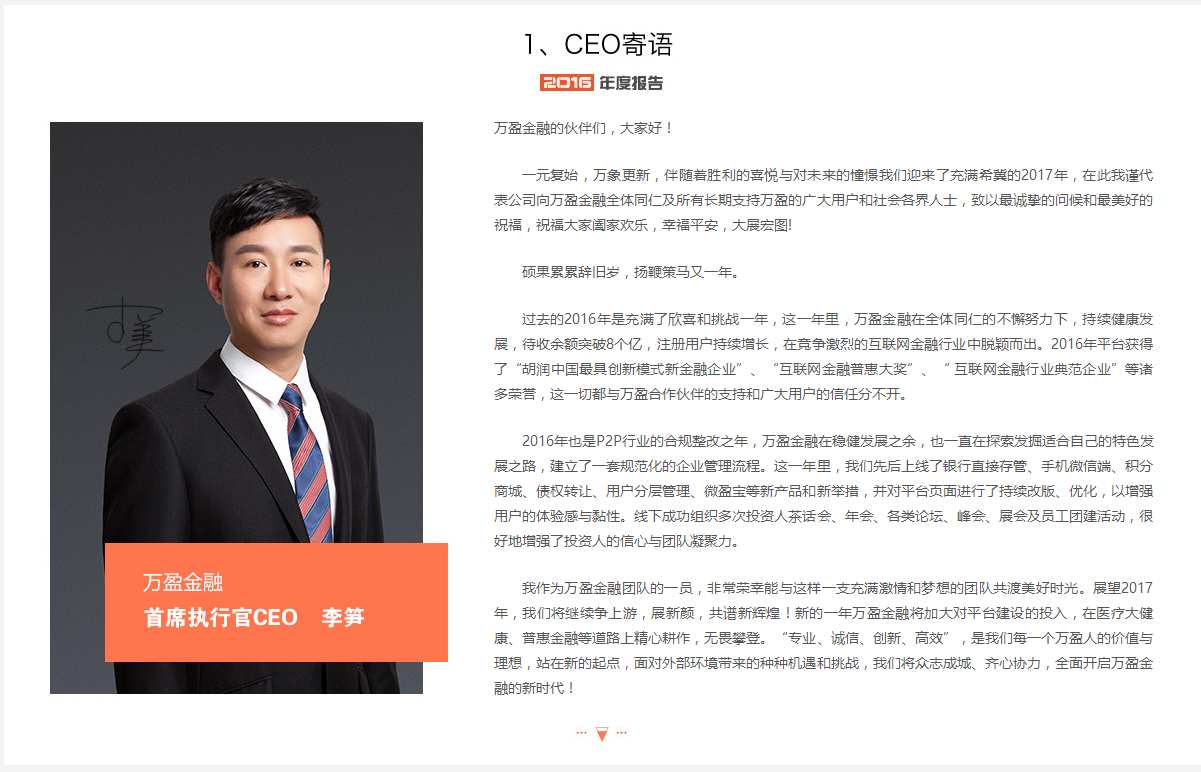 1、CEO寄语
2016 年度报告
万盈金融的伙伴们，大家好！
一元复始，万象更新，伴随着胜利的喜悦与对未来的憧憬我们迎来了充满希冀的2017年，在此我谨代
表公司向万盈金融全体同仁及所有长期支持万盈的广大用户和社会各界人士，致以最诚挚的问候和最美好的
祝福，祝福大家阖家欢乐，幸福平安，大展宏图!
硕果累累辞旧岁，扬鞭策马又一年。
过去的2016年是充满了欣喜和挑战一年，这一年里，万盈金融在全体同仁的不懈努力下，持续健康发
展，待收余额突破8个亿，注册用户持续增长，在竞争激烈的互联网金融行业中脱颖而出。2016年平台获得
了“胡润中国最具创新模式新金融企业”、“互联网金融普惠大奖”、“ 互联网金融行业典范企业”等诸
多荣誉，这一切都与万盈合作伙伴的支持和广大用户的信任分不开。
2016年也是P2P行业的合规整改之年，万盈金融在稳健发展之余，也一直在探索发掘适合自己的特色发
展之路，建立了一套规范化的企业管理流程。这一年里，我们先后上线了银行直接存管、手机微信端、积分
商城、债权转让、用户分层管理、微盈宝等新产品和新举措，并对平台页面进行了持续改版、优化，以增强
用户的体验感与黏性。线下成功组织多次投资人茶话会、年会、各类论坛、峰会、展会及员工团建活动，很
好地增强了投资人的信心与团队凝聚力。
我作为万盈金融团队的一员，非常荣幸能与这样一支充满激情和梦想的团队共渡美好时光。展望2017
年，我们将继续争上游，展新颜，共谱新辉煌！新的一年万盈金融将加大对平台建设的投入，在医疗大健
康、普惠金融等道路上精心耕作，无畏攀登。“专业、诚信、创新、高效”，是我们每一个万盈人的价值与
理想，站在新的起点，面对外部环境带来的种种机遇和挑战，我们将众志成城、齐心协力，全面开启万盈金
融的新时代！
万盈金融
首席执行官CEO 李笋